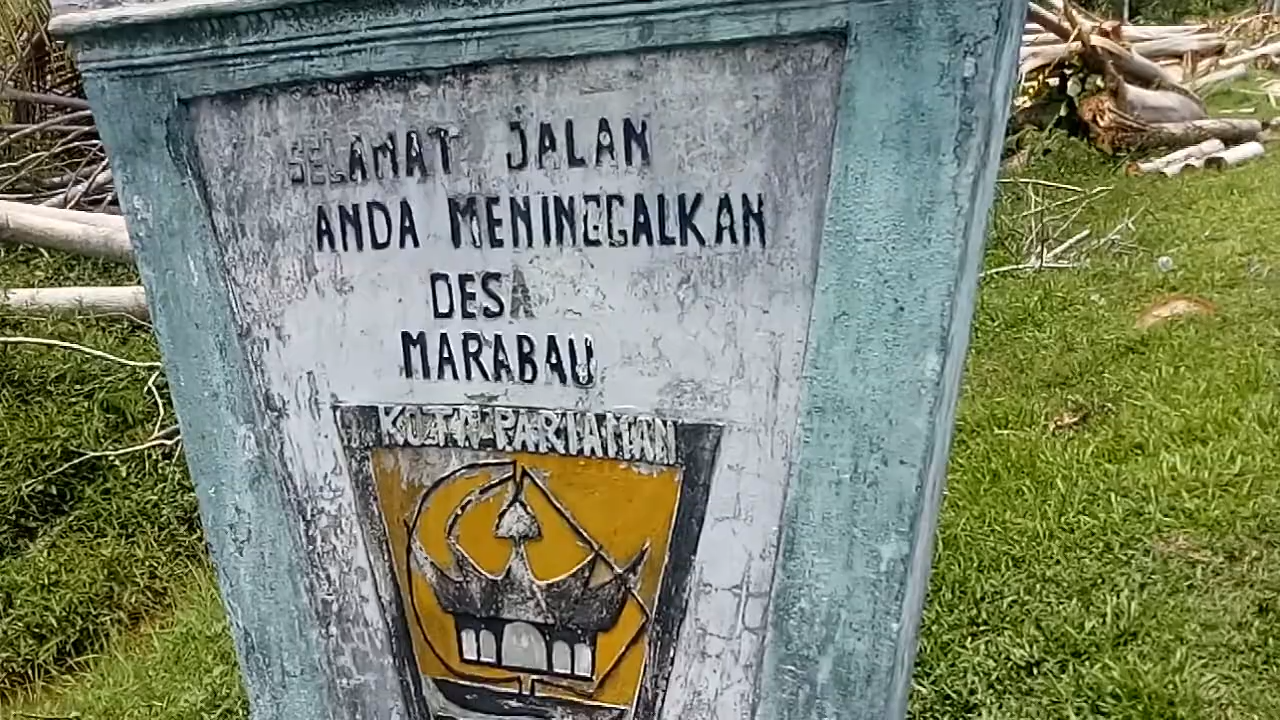 SELAMAT JALAN
ANDA MENINGGALKAN
DESA
MARABAU
KOTA PARIAMAN